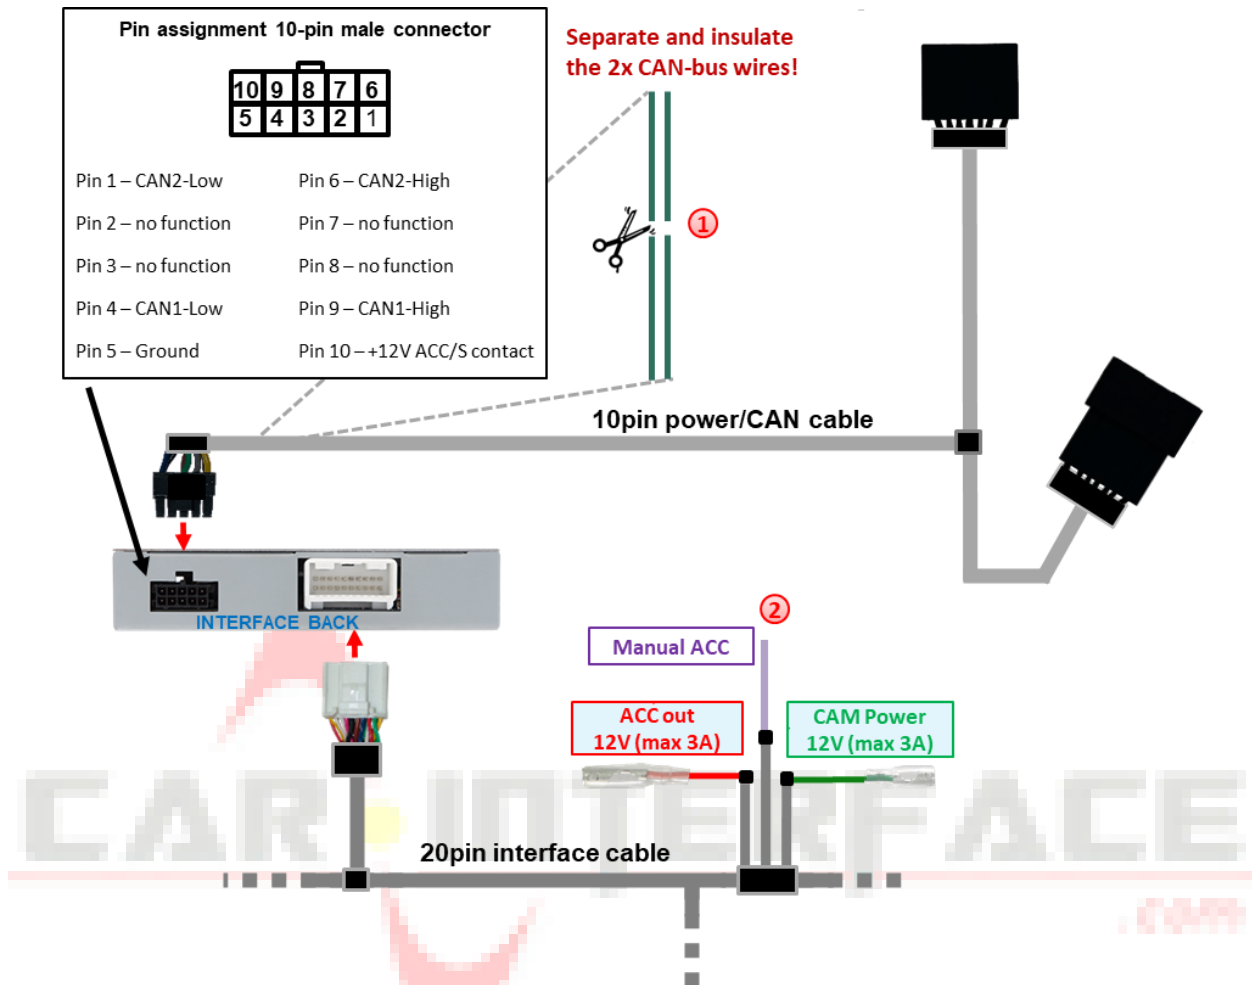 Pin assignment 10-pin male connector
10 9 8 7 6
5 4 3 2 1
Pin 1 – CAN2-Low
Pin 6 – CAN2-High
Pin 2 – no function
Pin 7 – no function
Pin 3 – no function
Pin 8 – no function
Pin 4 – CAN1-Low
Pin 9 – CAN1-High
Pin 5 – Ground
Pin 10 – +12V ACC/S contact
Separate and insulate
the 2x CAN-bus wires!
1
10pin power/CAN cable
INTERFACE BACK
2
Manual ACC
ACC out
12V (max 3A)
CAM Power
12V (max 3A)
20pin interface cable
CAR INTERFACE
.com